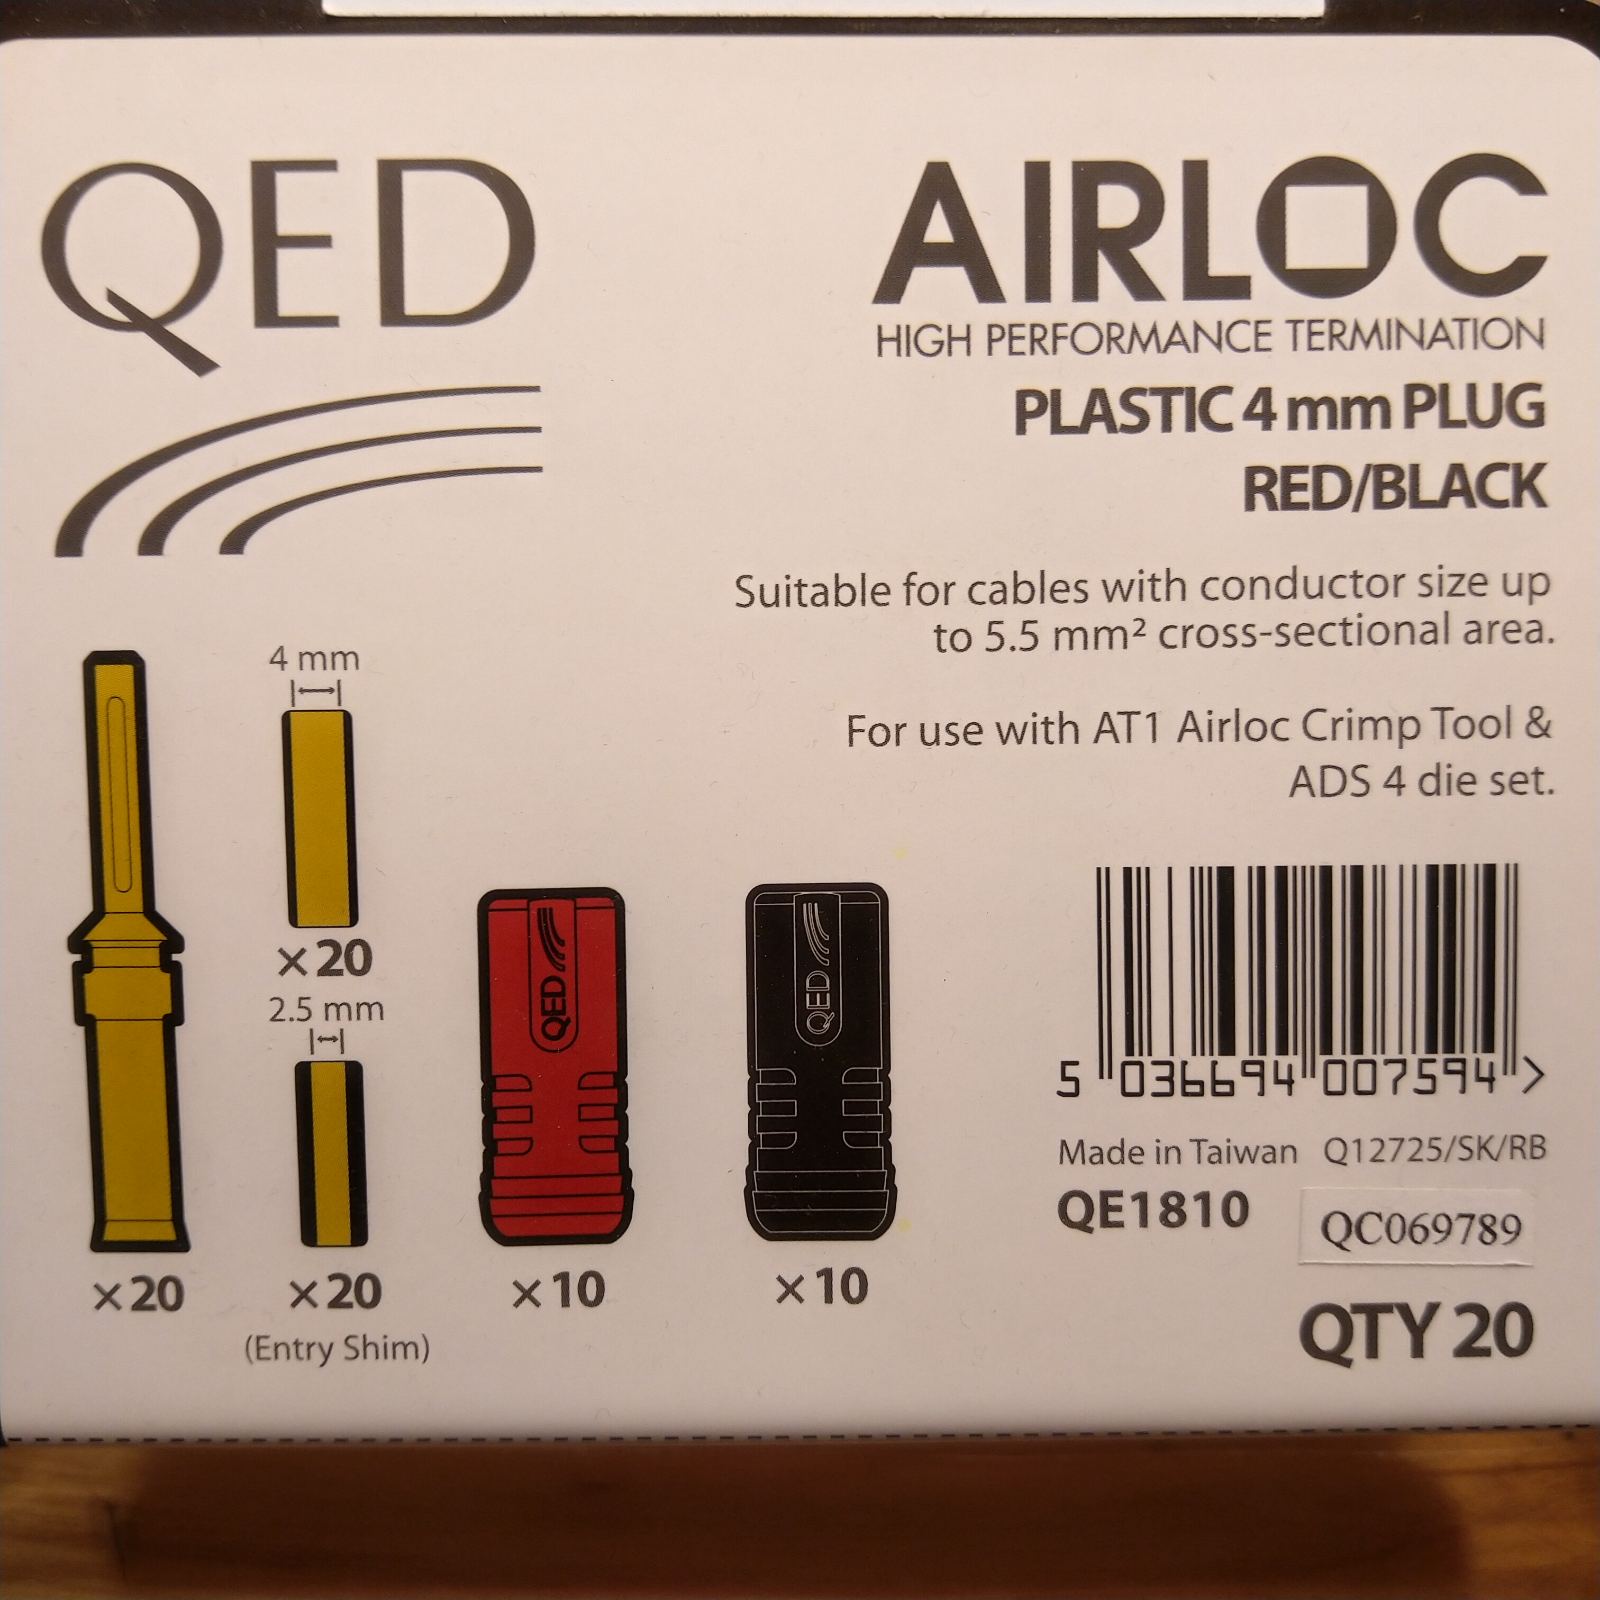 QED
AIRLOC
HIGH PERFORMANCE TERMINATION
PLASTIC 4 mm PLUG
RED/BLACK
Suitable for cables with conductor size up
to 5.5 mm² cross-sectional area.
For use with AT1 Airloc Crimp Tool &
ADS 4 die set.
4 mm
×20
2.5 mm
QED
QED
×20
×20
(Entry Shim)
×10
×10
5 036694 007594 >
Made in Taiwan Q12725/SK/RB
QE1810
QC069789
QTY 20